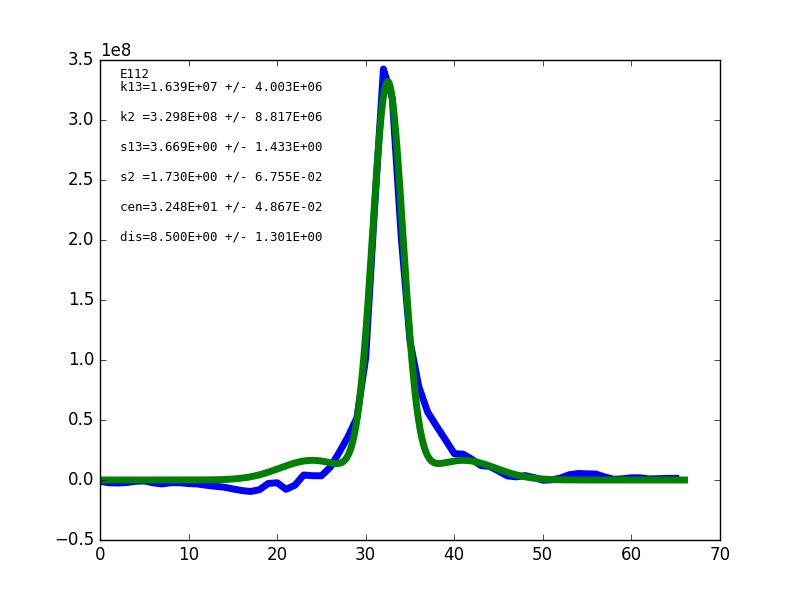 1e8
3.5
E112
k13=1.639E+07 +/- 4.003E+06
3.0
k2 =3.298E+08 +/- 8.817E+06
2.5
s13=3.669E+00 +/- 1.433E+00
s2 =1.730E+00 +/- 6.755E-02
2.0
cen=3.248E+01 +/- 4.867E-02
dis=8.500E+00 +/- 1.301E+00
1.5
1.0
0.5
0.0
−0.5
0 10 20 30 40 50 60 70